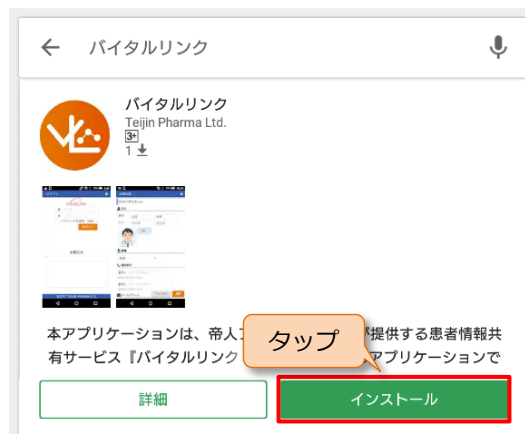 バイタルリンク
バイタルリンク
Teijin Pharma Ltd.
3+
1
本アプリケーションは、帝人
タップ
が提供する患者情報共
有サービス『バイタルリンク
アプリケーションで
詳細
インストール